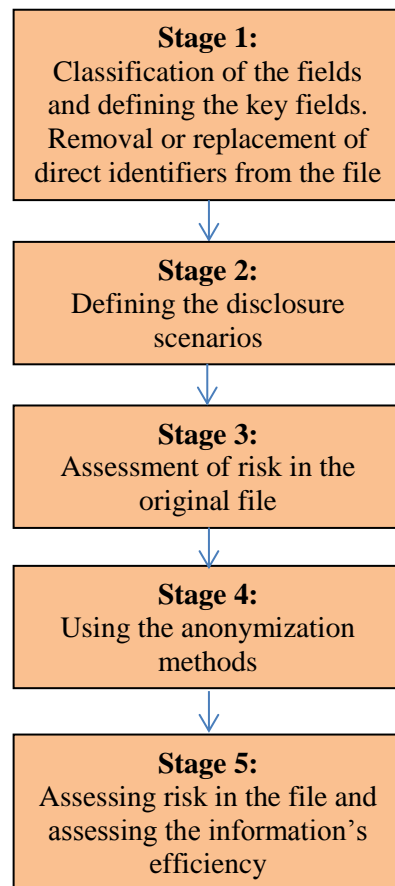 Stage 1:
Classification of the fields
and defining the key fields.
Removal or replacement of
direct identifiers from the file
Stage 2:
Defining the disclosure
scenarios
Stage 3:
Assessment of risk in the
original file
Stage 4:
Using the anonymization
methods
Stage 5:
Assessing risk in the file and
assessing the information’s
efficiency